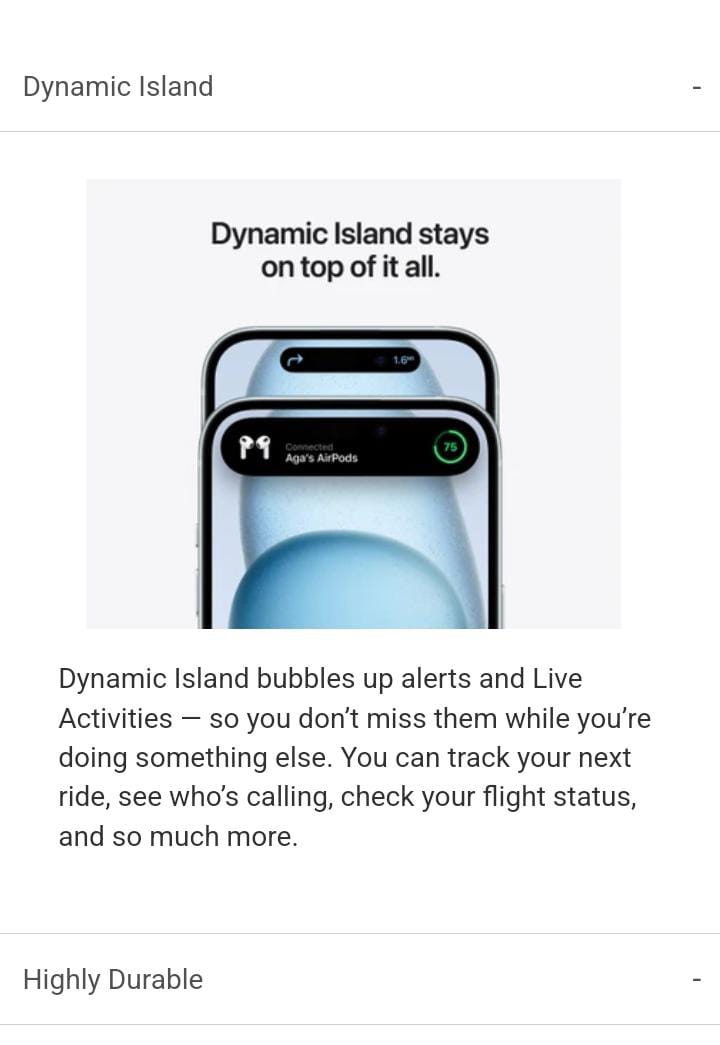 Dynamic Island -
Dynamic Island stays
on top of it all.
1.6
Connected
Aga's AirPods
75
Dynamic Island bubbles up alerts and Live
Activities — so you don’t miss them while you’re
doing something else. You can track your next
ride, see who’s calling, check your flight status,
and so much more.
Highly Durable -